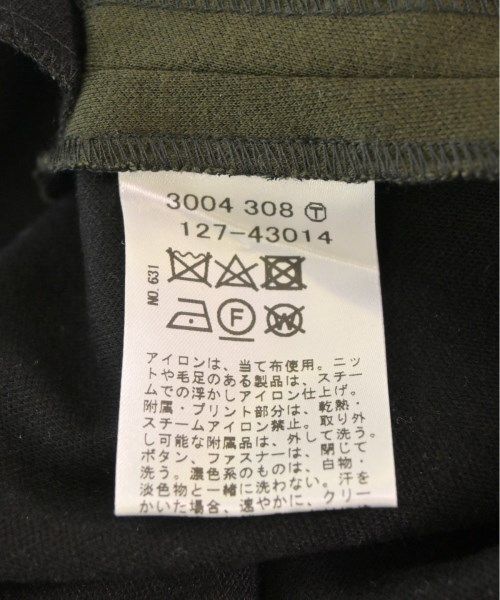 3004 308 Ⓣ
127-43014
NO.631
F W
アイロンは、当て布使用。ニッ
トや毛足のある製品は、スチー
ムでの浮かしアイロン仕上げ。
附属・プリント部分は、乾熱・
スチームアイロン禁止。取り外
し可能な附属品は、外して洗う。
ボタン、ファスナーは、閉じて
洗う。濃色系のものは、白物・
淡色物と一緒に洗わない。汗を
かいた場合、速やかに、クリー